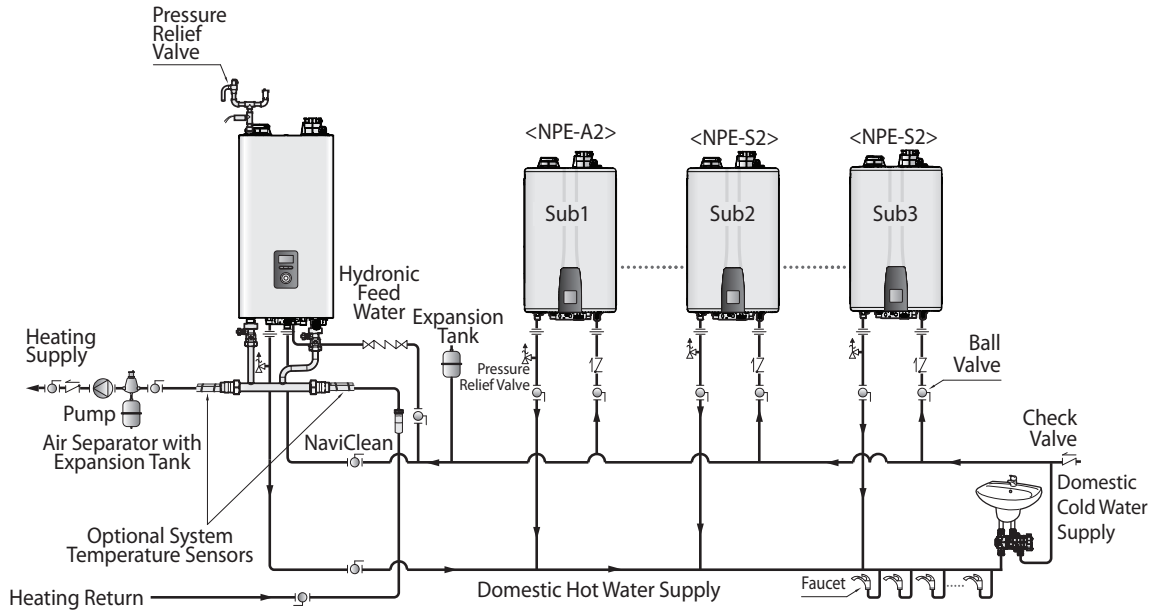 Pressure
Relief
Valve
<NPE-A2>
<NPE-S2>
<NPE-S2>
Sub1
Sub2
Sub3
Hydronic
Feed
Water
Expansion
Tank
Heating
Supply
Pressure
Relief Valve
Ball
Valve
Pump
Air Separator with
Expansion Tank
NaviClean
Check
Valve
Domestic
Cold Water
Supply
Optional System
Temperature Sensors
Domestic Hot Water Supply
Faucet
Heating Return